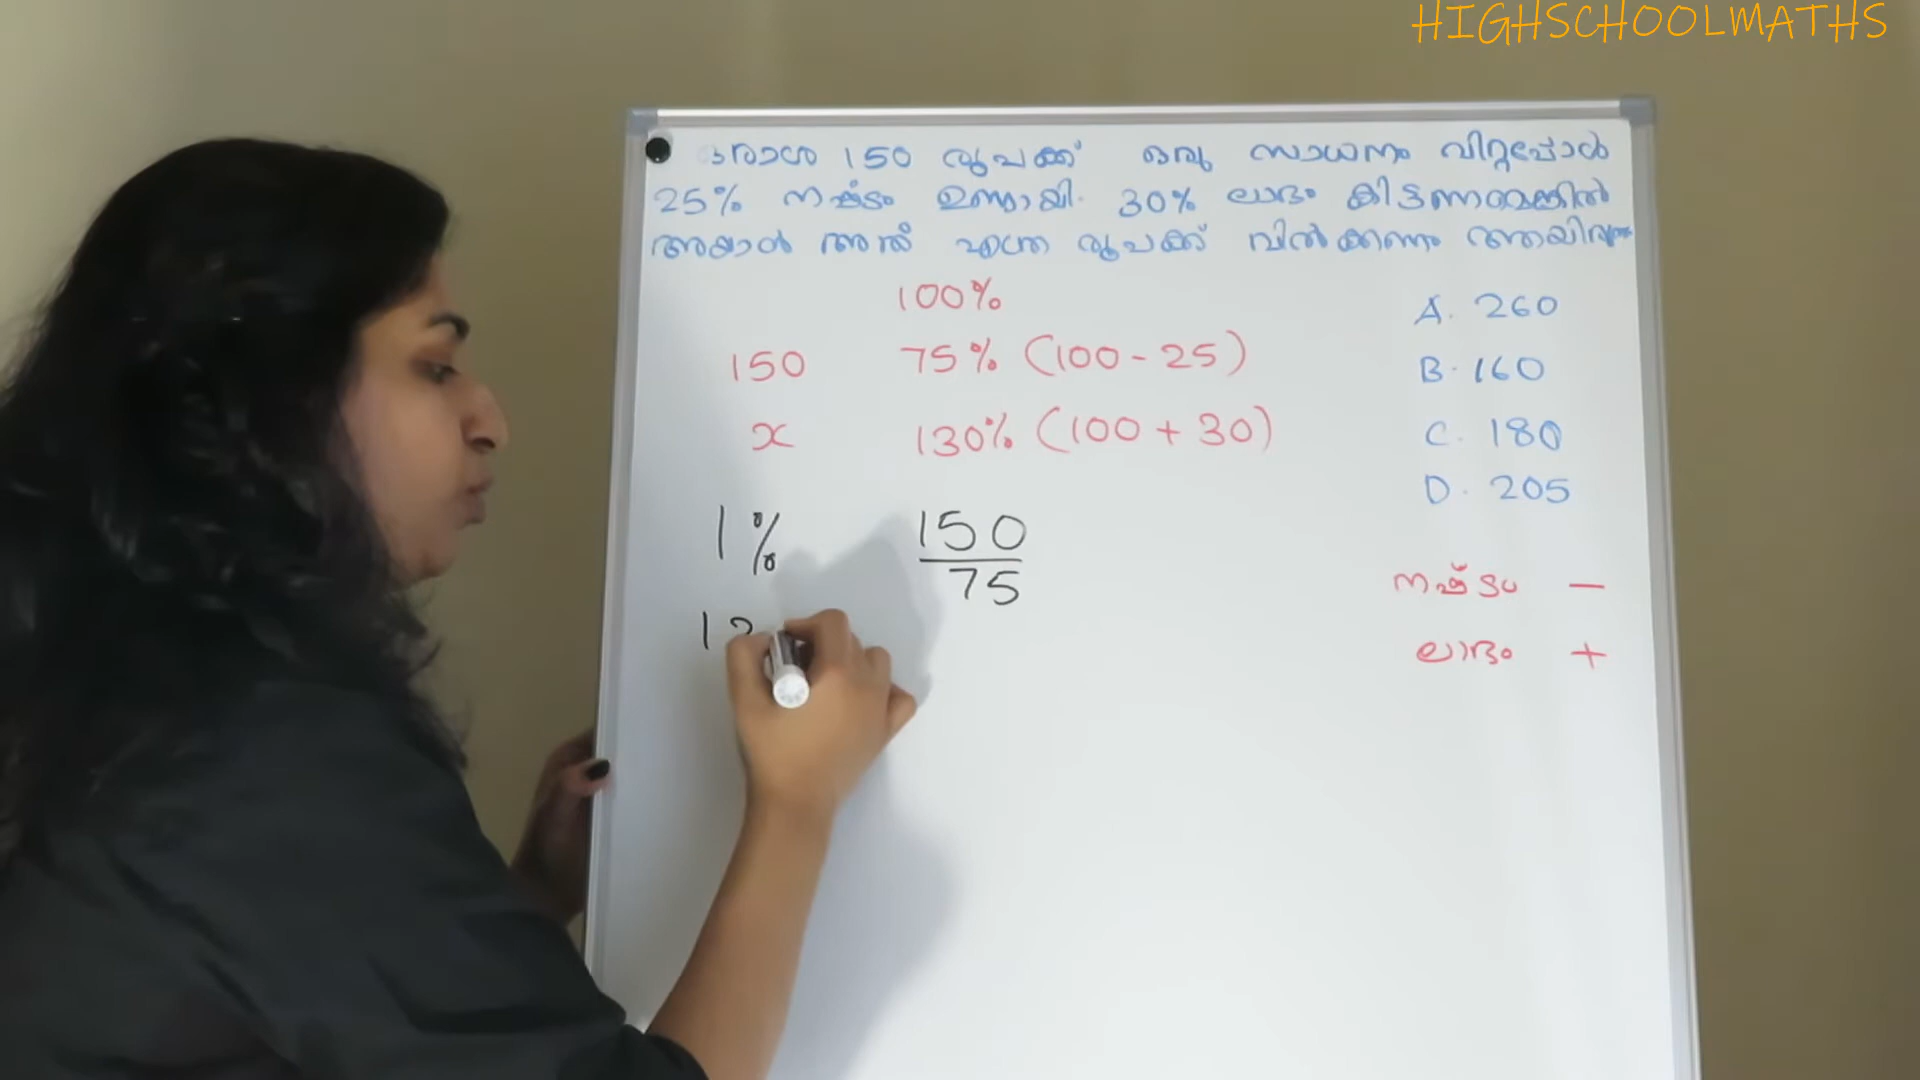 HIGHSCHOOLMATHS
ഒരാൾ 150 രൂപക്ക് ഒരു സാധനം വിറ്റപ്പോൾ
25% നഷ്ടം ഉണ്ടായി. 30% ലാഭം കിട്ടണമെങ്കിൽ
അയാൾ അത് എത്ര രൂപക്ക് വിൽക്കണം
100%
150 75% (100 - 25)
x 130% (100 + 30)
A. 260
B. 160
C. 180
D. 205
1% 150
75
നഷ്ടം -
ലാഭം +